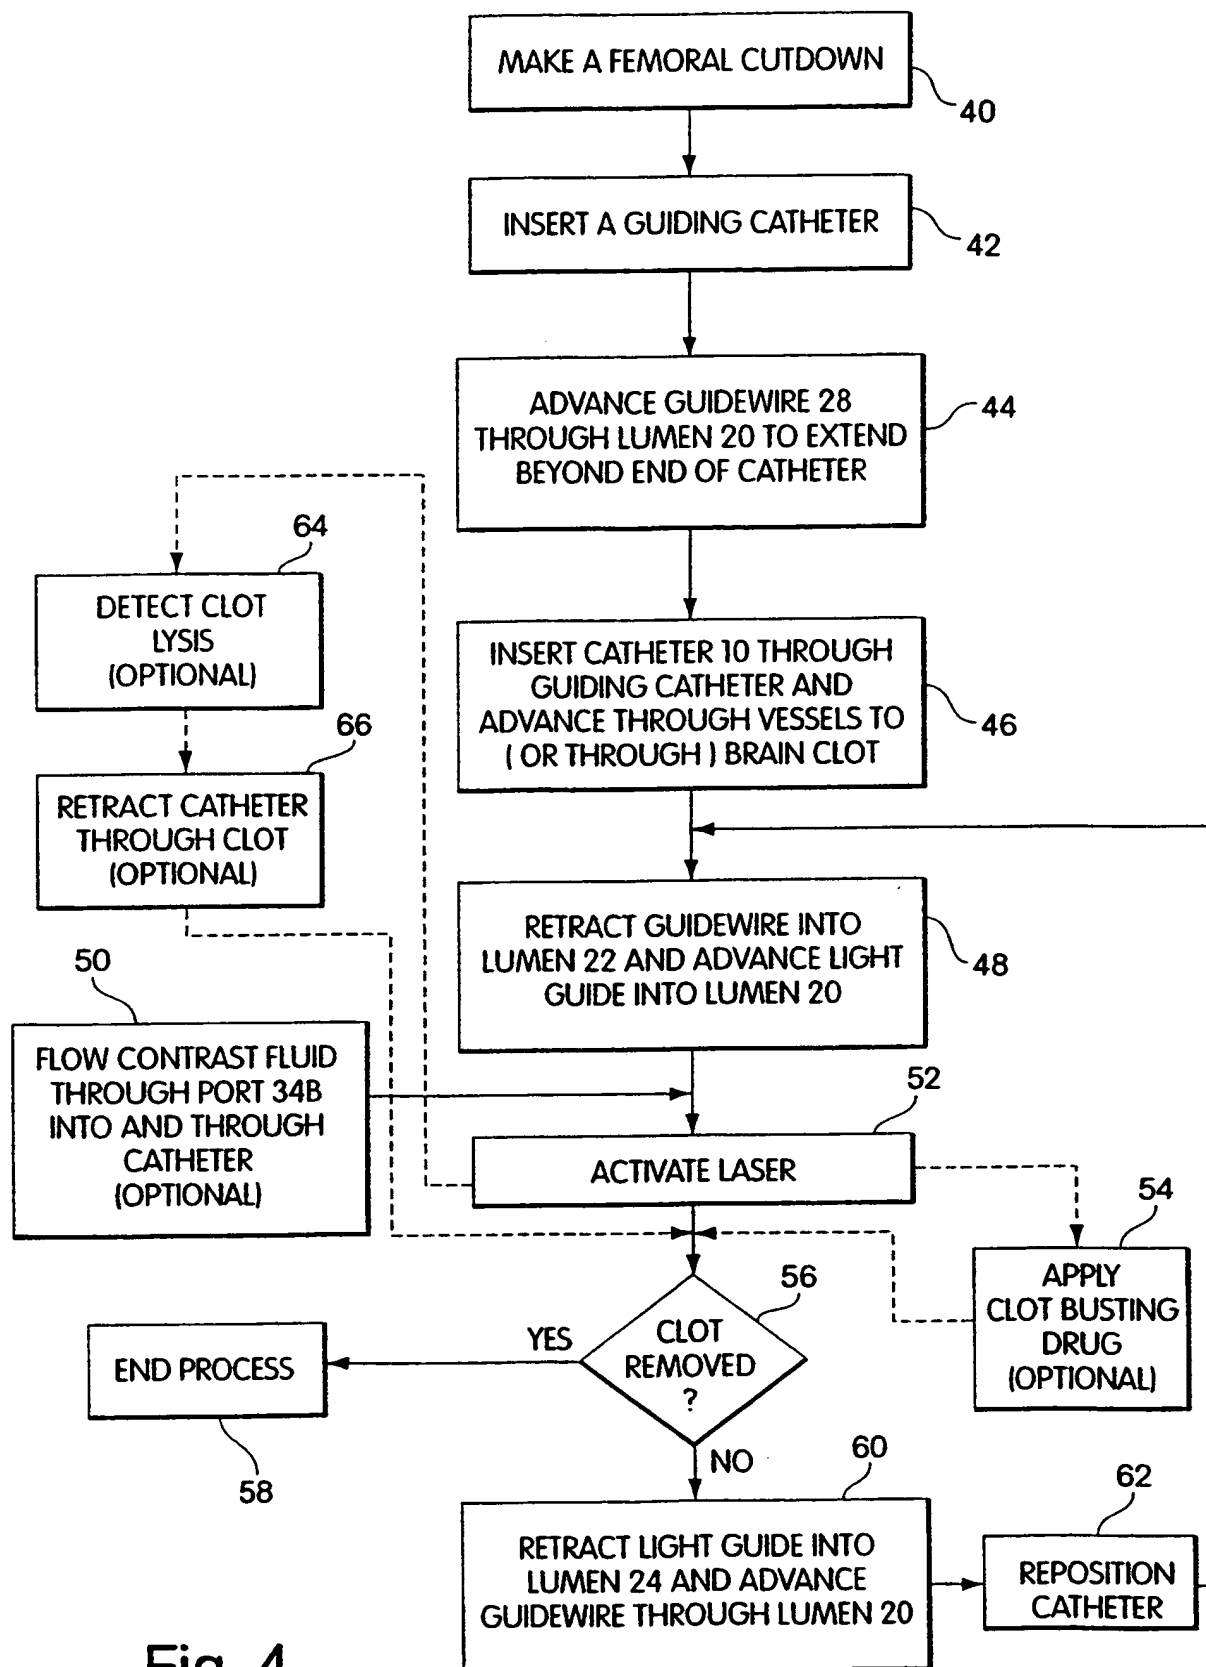 MAKE A FEMORAL CUTDOWN
40
INSERT A GUIDING CATHETER
42
ADVANCE GUIDEWIRE 28
THROUGH LUMEN 20 TO EXTEND
BEYOND END OF CATHETER
44
64
DETECT CLOT
LYSIS
(OPTIONAL)
INSERT CATHETER 10 THROUGH
GUIDING CATHETER AND
ADVANCE THROUGH VESSELS TO
( OR THROUGH ) BRAIN CLOT
46
66
RETRACT CATHETER
THROUGH CLOT
(OPTIONAL)
RETRACT GUIDEWIRE INTO
LUMEN 22 AND ADVANCE LIGHT
GUIDE INTO LUMEN 20
48
50
FLOW CONTRAST FLUID
THROUGH PORT 34B
INTO AND THROUGH
CATHETER
(OPTIONAL)
52
ACTIVATE LASER
54
APPLY
CLOT BUSTING
DRUG
(OPTIONAL)
56
CLOT
REMOVED
?
YES
END PROCESS
58
NO
60
RETRACT LIGHT GUIDE INTO
LUMEN 24 AND ADVANCE
GUIDEWIRE THROUGH LUMEN 20
62
REPOSITION
CATHETER
Fig. 4